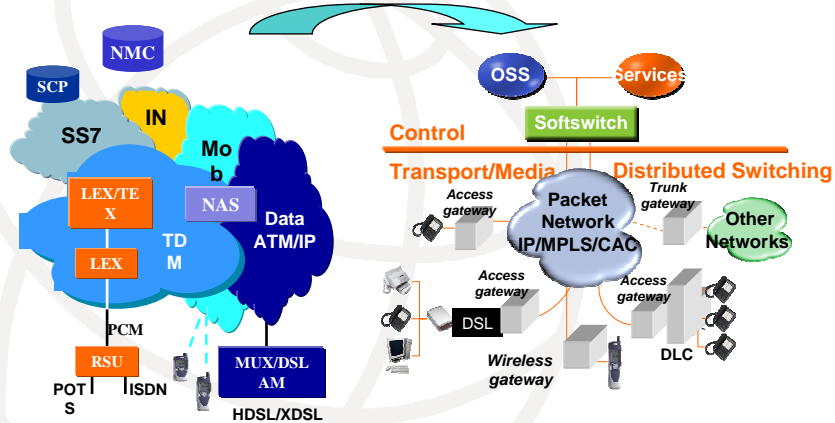 NMC
SCP
IN
SS7
Mo
b
LEX/TE
X
NAS
Data
ATM/IP
TD
M
LEX
PCM
RSU
MUX/DSL
AM
POT
S
ISDN
HDSL/XDSL
OSS
Services
Softswitch
Control
Transport/Media
Distributed Switching
Access
gateway
Packet
Network
IP/MPLS/CAC
Trunk
gateway
Other
Networks
Access
gateway
Access
gateway
DSL
DLC
Wireless
gateway